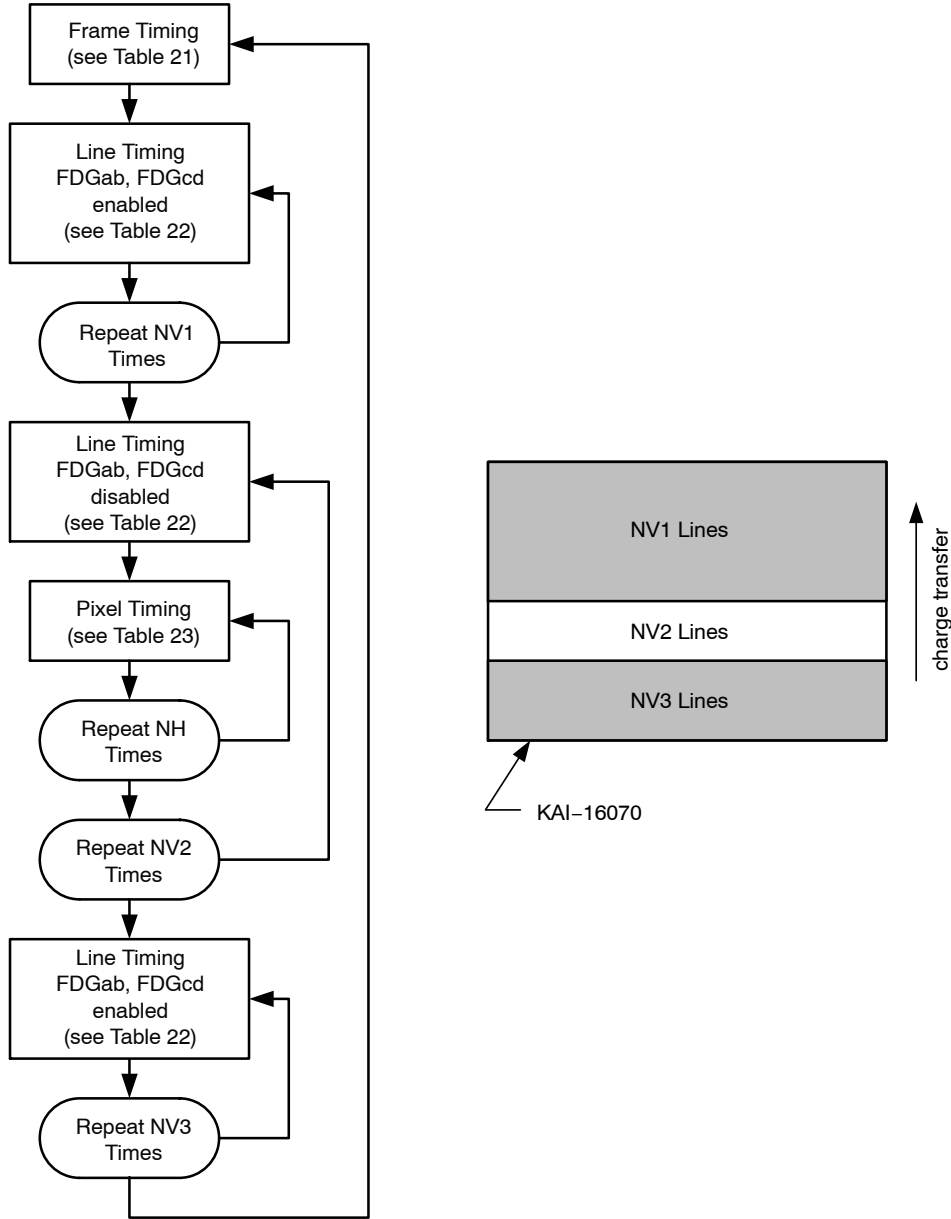 Frame Timing
(see Table 21)
Line Timing
FDGab, FDGcd
enabled
(see Table 22)
Repeat NV1
Times
Line Timing
FDGab, FDGcd
disabled
(see Table 22)
Pixel Timing
(see Table 23)
Repeat NH
Times
Repeat NV2
Times
Line Timing
FDGab, FDGcd
enabled
(see Table 22)
Repeat NV3
Times
NV1 Lines
NV2 Lines
NV3 Lines
charge transfer
KAI−16070